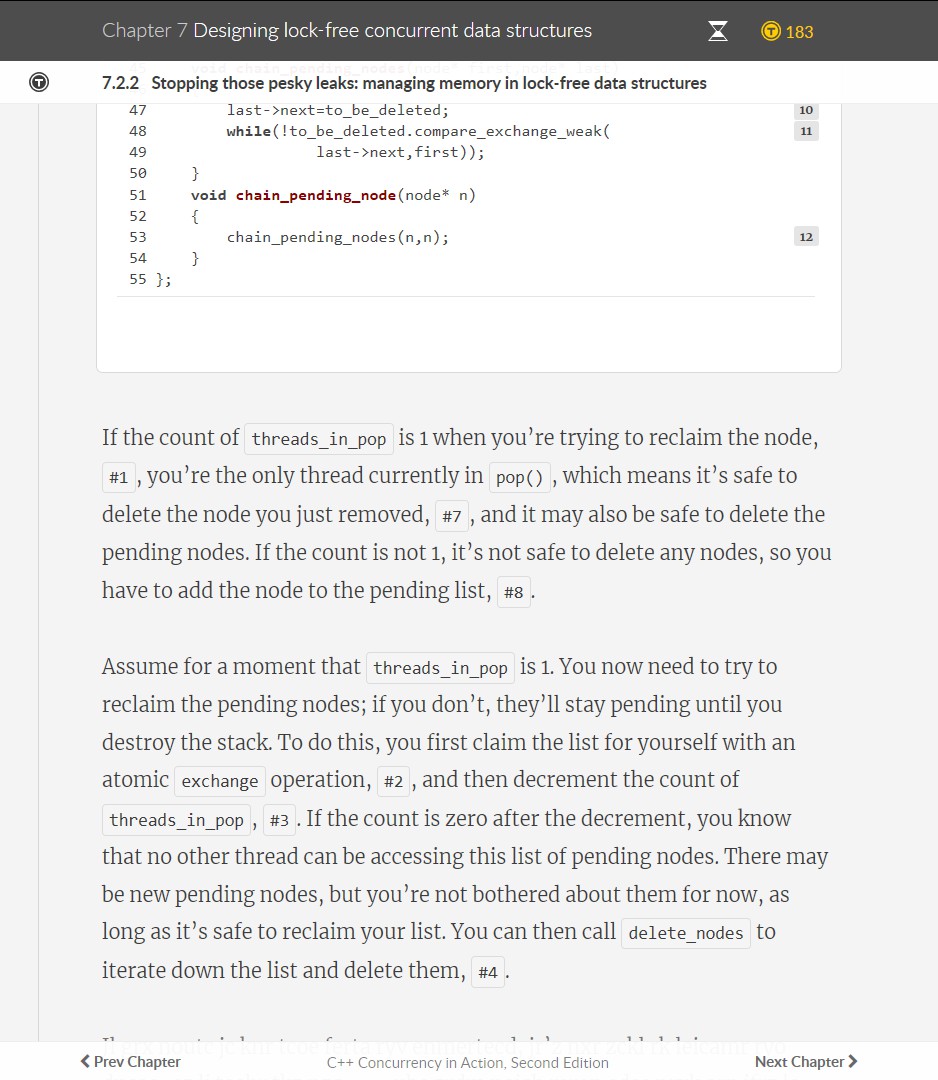 Chapter 7 Designing lock-free concurrent data structures
183
7.2.2 Stopping those pesky leaks: managing memory in lock-free data structures
47 last->next=to_be_deleted; 10
48 while(!to_be_deleted.compare_exchange_weak( 11
49 last->next,first));
50 }
51 void chain_pending_node(node* n)
52 {
53 chain_pending_nodes(n,n); 12
54 }
55 };
If the count of threads_in_pop is 1 when you’re trying to reclaim the node,
#1 , you’re the only thread currently in pop() , which means it’s safe to
delete the node you just removed, #7 , and it may also be safe to delete the
pending nodes. If the count is not 1, it’s not safe to delete any nodes, so you
have to add the node to the pending list, #8 .
Assume for a moment that threads_in_pop is 1. You now need to try to
reclaim the pending nodes; if you don’t, they’ll stay pending until you
destroy the stack. To do this, you first claim the list for yourself with an
atomic exchange operation, #2 , and then decrement the count of
threads_in_pop , #3 . If the count is zero after the decrement, you know
that no other thread can be accessing this list of pending nodes. There may
be new pending nodes, but you’re not bothered about them for now, as
long as it’s safe to reclaim your list. You can then call delete_nodes to
iterate down the list and delete them, #4 .
Prev Chapter
C++ Concurrency in Action, Second Edition
Next Chapter